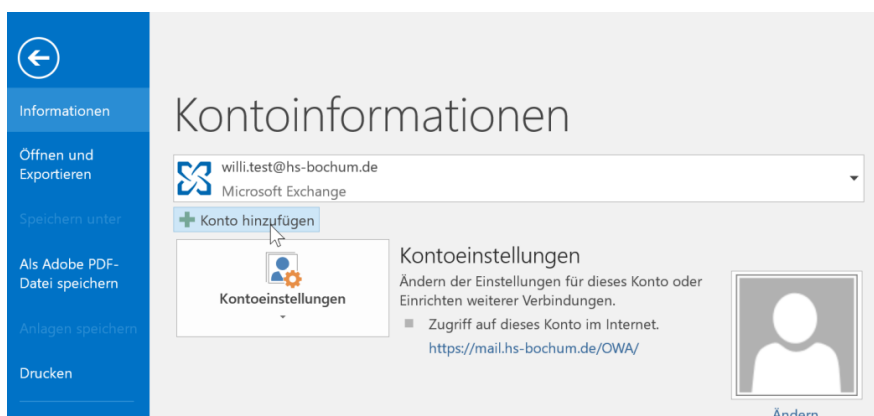 Informationen
Öffnen und
Exportieren
Speichern unter
Als Adobe PDF-
Datei speichern
Anlagen speichern
Drucken
Kontoinformationen
willi.test@hs-bochum.de
Microsoft Exchange
Konto hinzufügen
Kontoeinstellungen
Kontoeinstellungen
Ändern der Einstellungen für dieses Konto oder
Einrichten weiterer Verbindungen.
Zugriff auf dieses Konto im Internet.
https://mail.hs-bochum.de/OWA/
Ändern